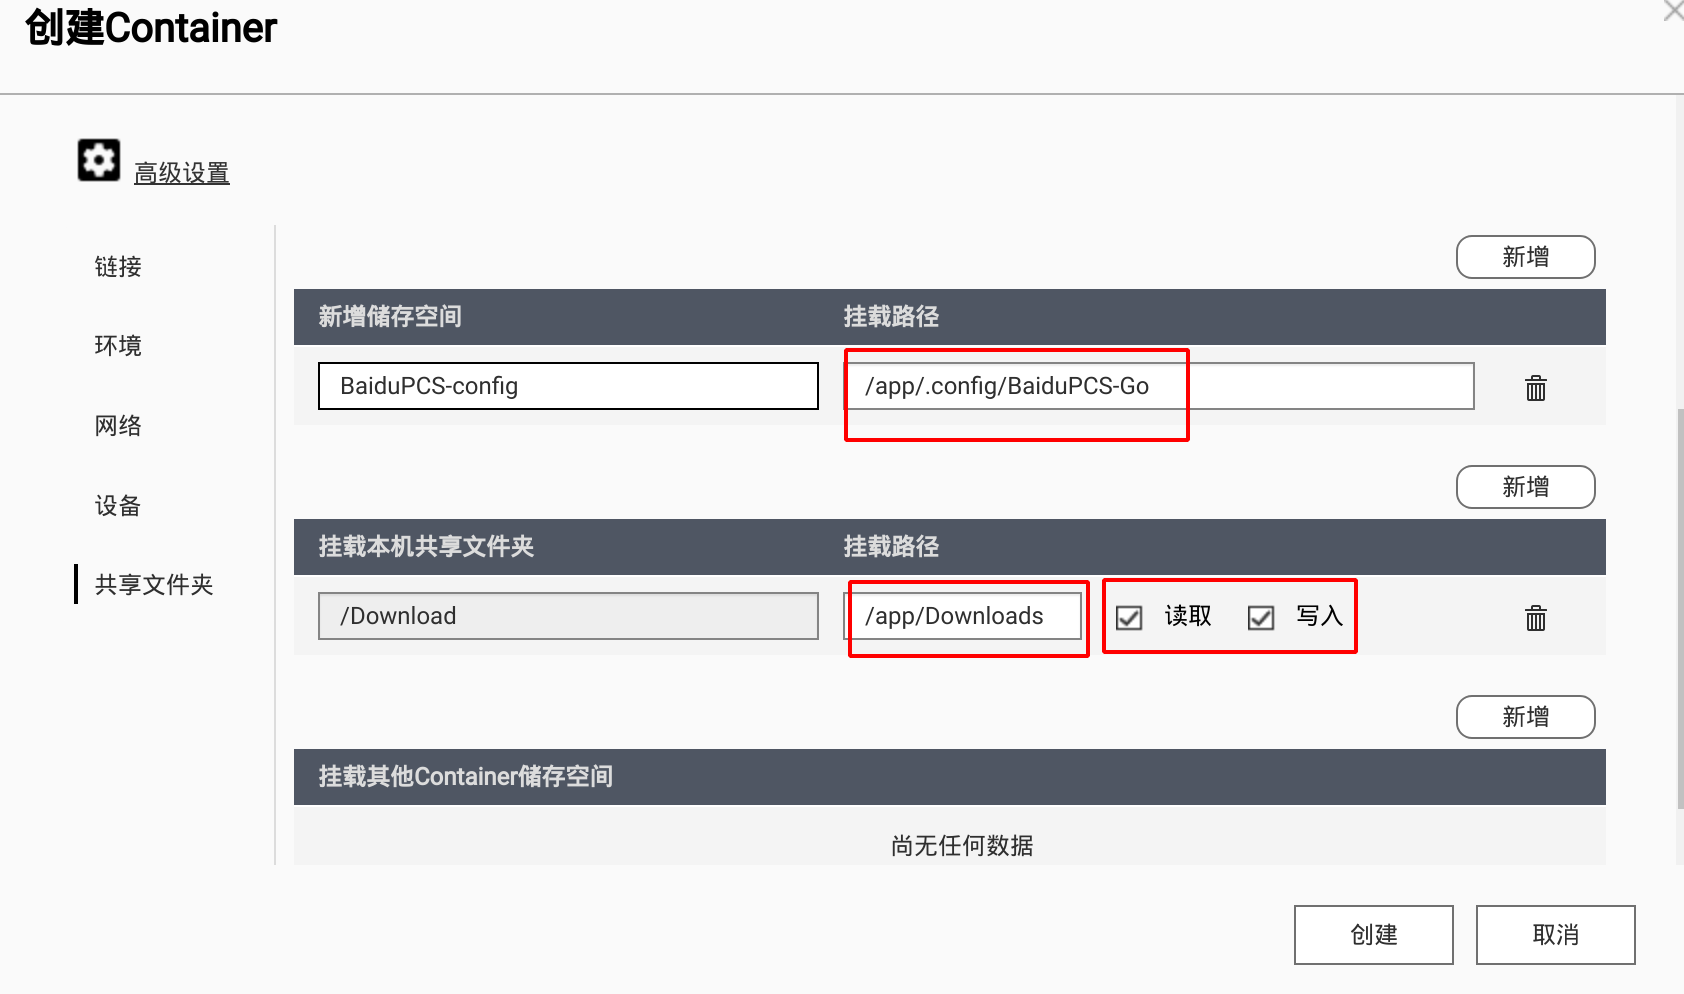 创建Container
高级设置
链接
环境
网络
设备
共享文件夹
新增
新增储存空间 挂载路径
BaiduPCS-config /app/.config/BaiduPCS-Go
新增
挂载本机共享文件夹 挂载路径
/Download /app/Downloads 读取 写入
新增
挂载其他Container储存空间
尚无任何数据
创建 取消